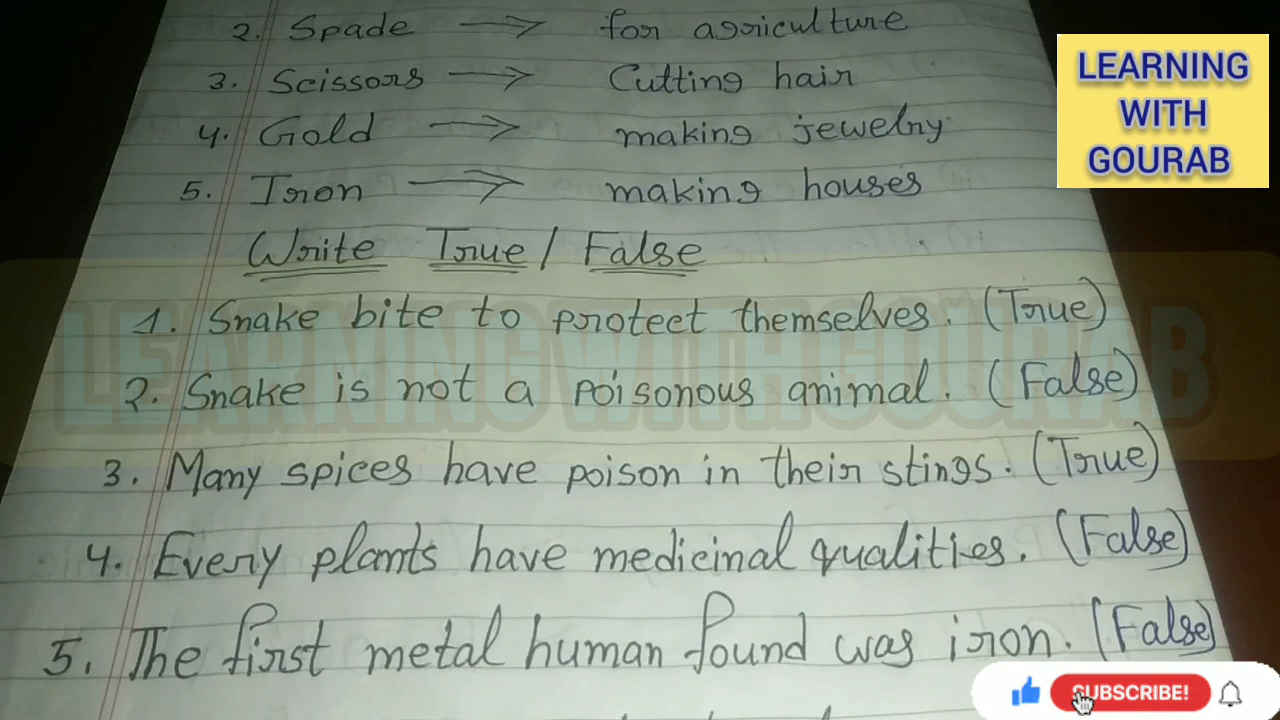 2. Spade → for agriculture
3. Scissors → Cutting hair
4. Gold → making jewelry
5. Iron → making houses
Write True / False
1. Snake bite to protect themselves. (True)
2. Snake is not a poisonous animal. (False)
3. Many spices have poison in their stings. (True)
4. Every plants have medicinal qualities. (False)
5. The first metal human found was iron. (False)
LEARNING
WITH
GOURAB
LEARNING WITH GOURAB
SUBSCRIBE!